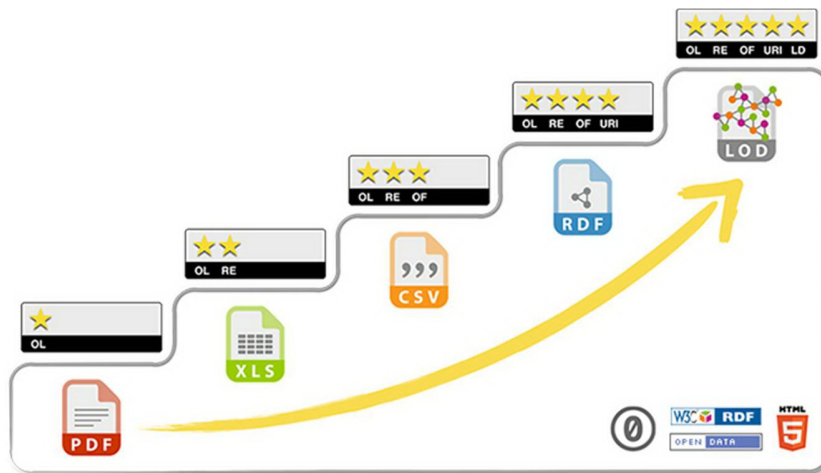 OL RE OF URI LD
LOD
OL RE OF URI
RDF
OL RE OF
,,,
CSV
OL RE
XLS
OL
PDF
0
W3C RDF
OPEN DATA
HTML
5